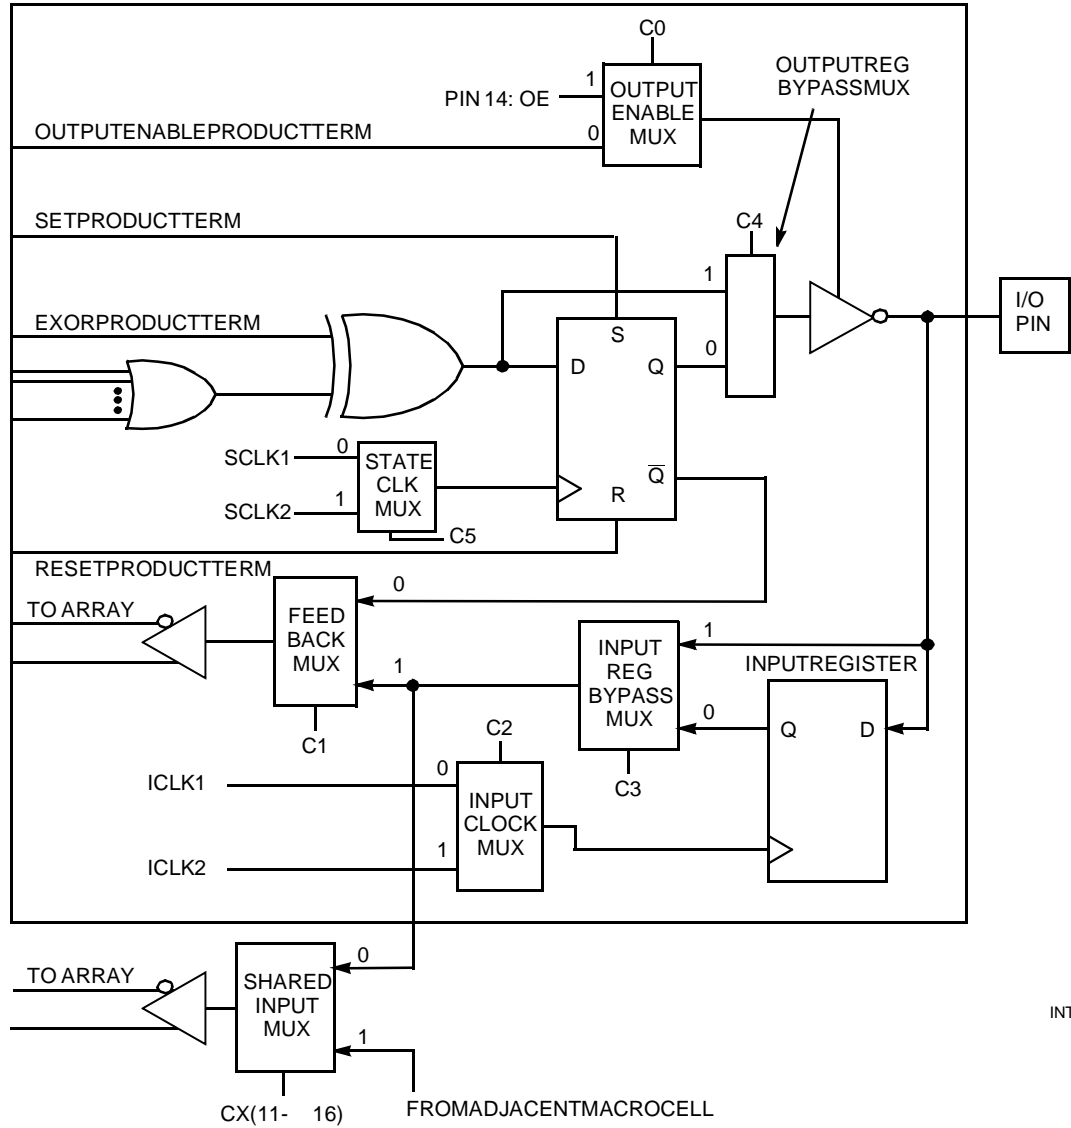 C0
OUTPUTREG
BYPASSMUX
1
PIN 14: OE
OUTPUT
ENABLE
MUX
OUTPUTENABLEPRODUCTTERM
0
SETPRODUCTTERM
C4
1
I/O
PIN
EXORPRODUCTTERM
S
0
D
Q
SCLK1
0
STATE
CLK
MUX
Q
1
R
SCLK2
C5
RESETPRODUCTTERM
0
TO ARRAY
FEED
BACK
MUX
1
INPUT
REG
BYPASS
MUX
1
INPUTREGISTER
0
Q
D
C1
C2
C3
ICLK1
0
INPUT
CLOCK
MUX
1
ICLK2
TO ARRAY
0
SHARED
INPUT
MUX
INT
1
CX(11- 16)
FROMADJACENTMACROCELL